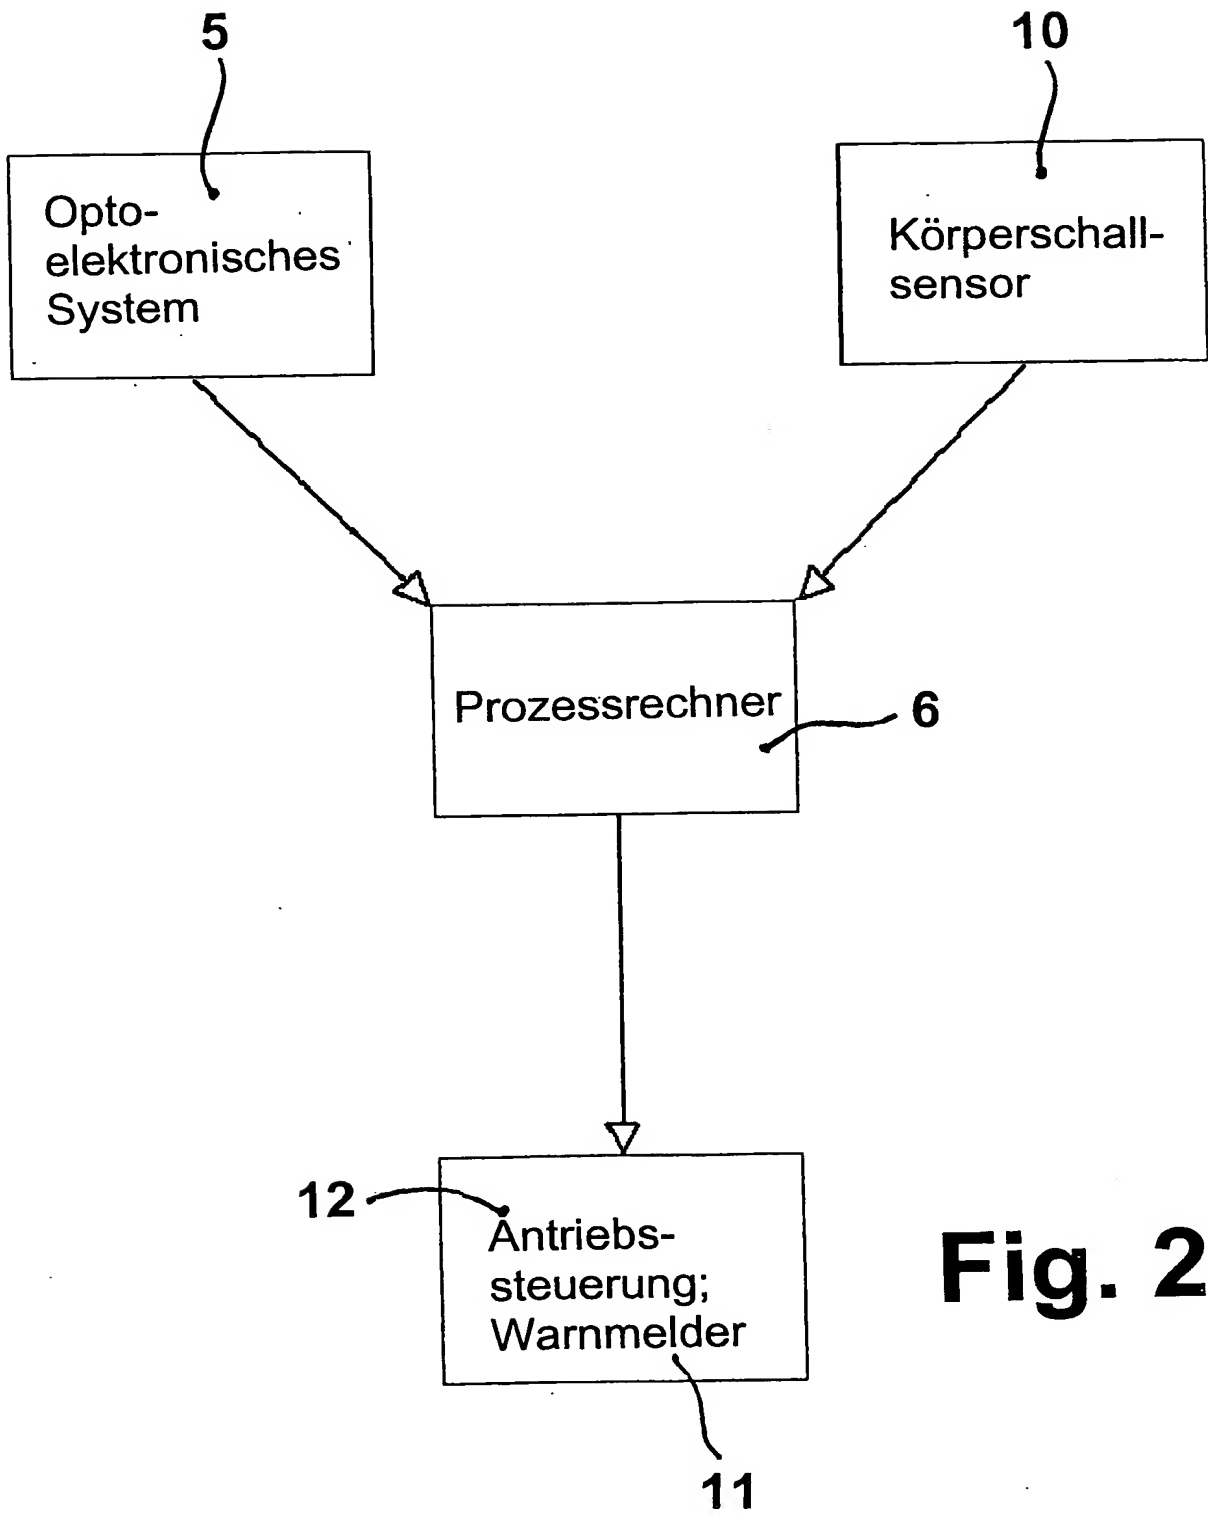 5
10
Opto-
elektronisches
System
Körperschall-
sensor
Prozessrechner
6
12
Antriebs-
steuerung;
Warnmelder
11
Fig. 2